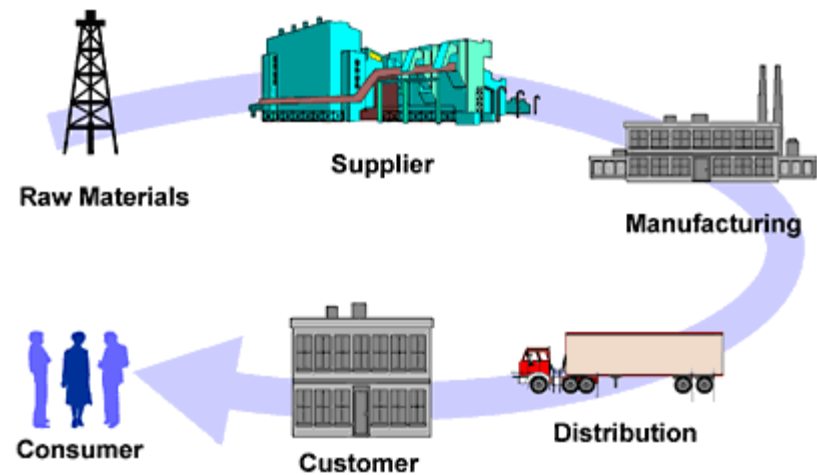 Raw Materials
Supplier
Manufacturing
Distribution
Customer
Consumer